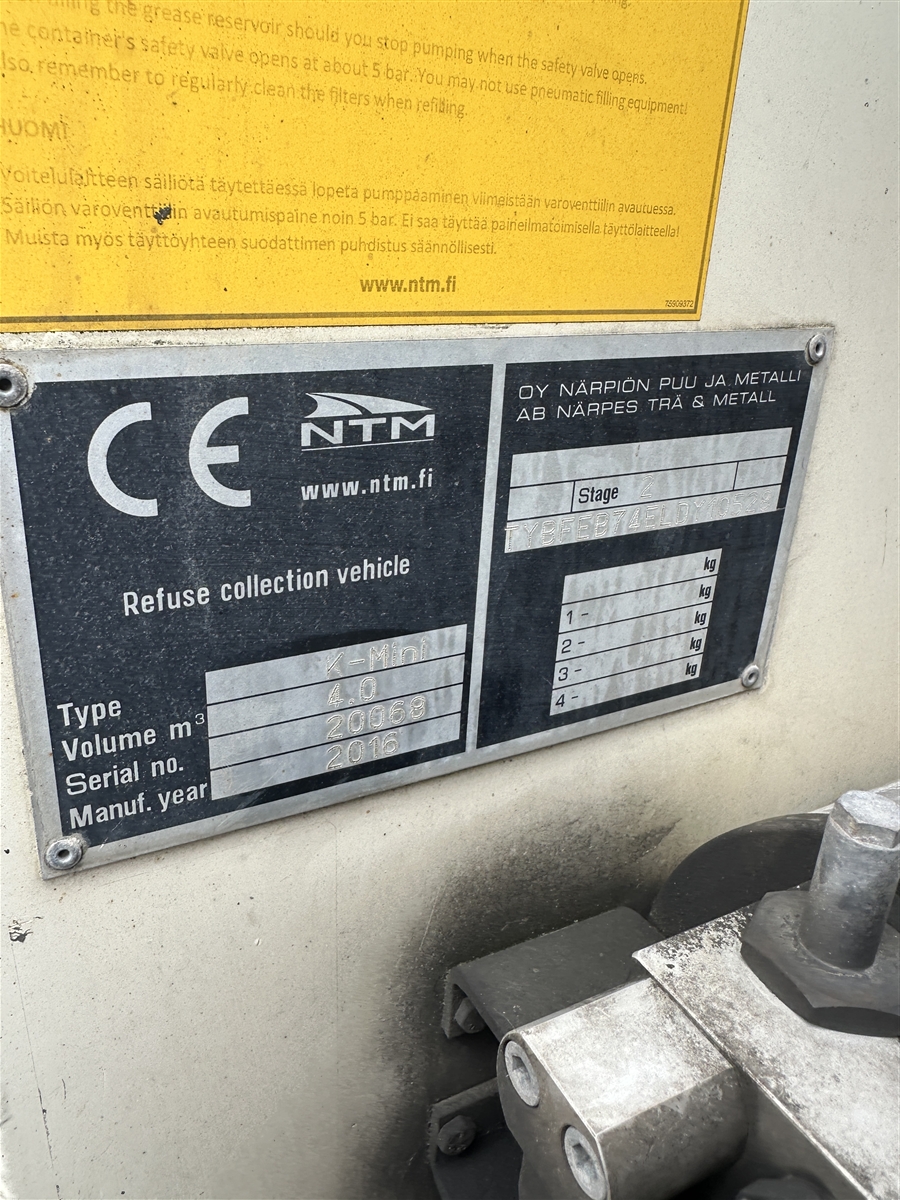 filling the grease reservoir should you stop pumping when the safety valve opens.
e container's safety valve opens at about 5 bar. You may not use pneumatic filling equipment!
lso, remember to regularly clean the filters when refilling.
HUOMI
Voitelulaitteen säiliötä täytettäessä lopeta pumppaaminen viimeistään varoventtiilin avautuessa.
Säiliön varoventtiilin avautumispaine noin 5 bar. Ei saa täyttää paineilmatoimisella täyttölaitteella!
Muista myös täyttöyhteen suodattimen puhdistus säännöllisesti.
www.ntm.fi
CE NTM
www.ntm.fi
Refuse collection vehicle
Type K-Mini
Volume m³ 4.0
Serial no. 20068
Manuf. year 2016
OY NÄRPIÖN PUU JA METALLI
AB NÄRPES TRÄ & METALL
Stage 2
kg
1 - kg
2 - kg
3 - kg
4 - kg